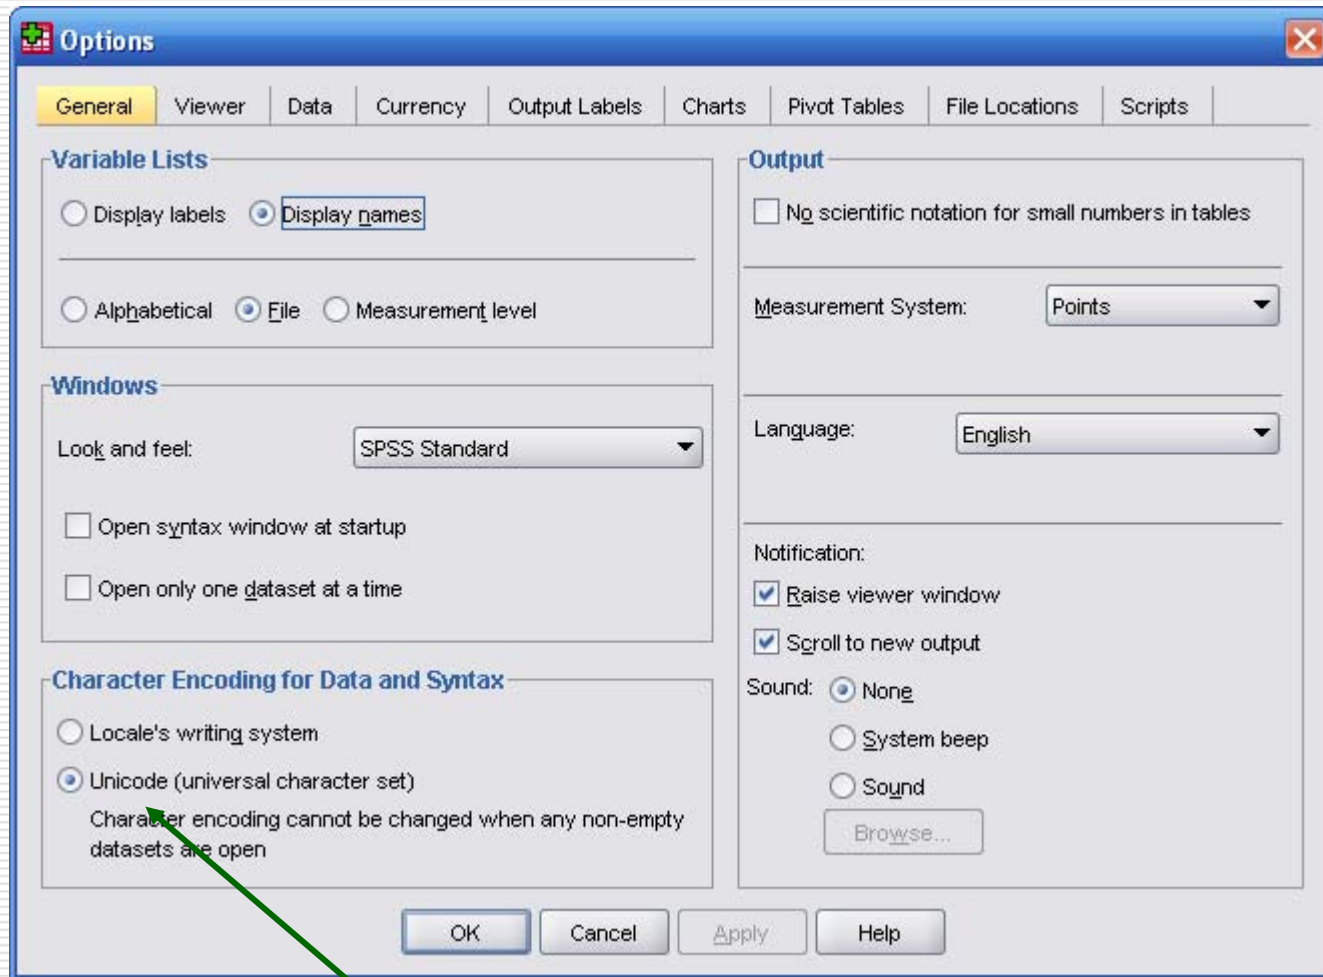 Options
General
Viewer
Data
Currency
Output Labels
Charts
Pivot Tables
File Locations
Scripts
Variable Lists
Display labels
Display names
Alphabetical
File
Measurement level
Windows
Look and feel:
SPSS Standard
Open syntax window at startup
Open only one dataset at a time
Character Encoding for Data and Syntax
Locale's writing system
Unicode (universal character set)
Character encoding cannot be changed when any non-empty
datasets are open
Output
No scientific notation for small numbers in tables
Measurement System:
Points
Language:
English
Notification:
Raise viewer window
Scroll to new output
Sound:
None
System beep
Sound
Browse...
OK
Cancel
Apply
Help